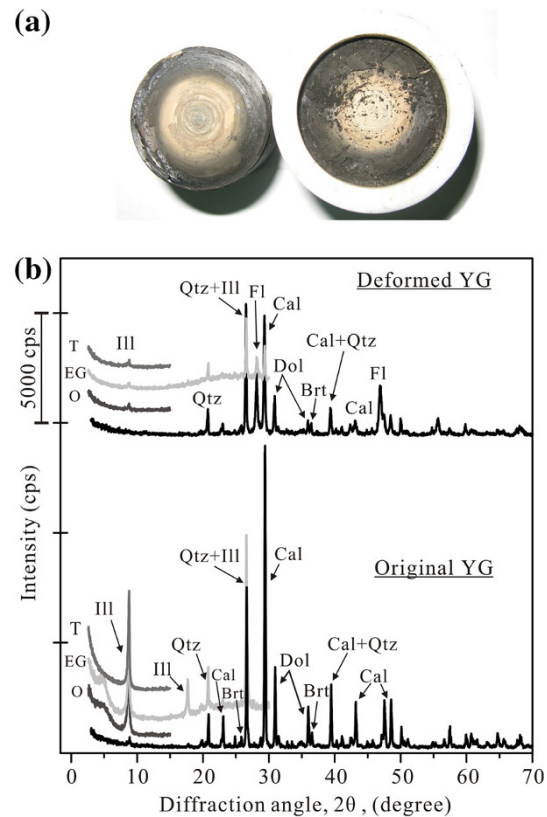 (a)
(b)
Deformed YG
Qtz+Ill
Fl
Cal
T
Ill
EG
O
Cal+Qtz
Dol
Fl
Brt
Qtz
Cal
5000 cps
Intensity (cps)
Original YG
Qtz+Ill
Cal
Ill
T
Cal+Qtz
Qtz
Ill
EG
Cal
Dol
Cal
O
Brt
Brt
0 10 20 30 40 50 60 70
Diffraction angle, 2θ , (degree)